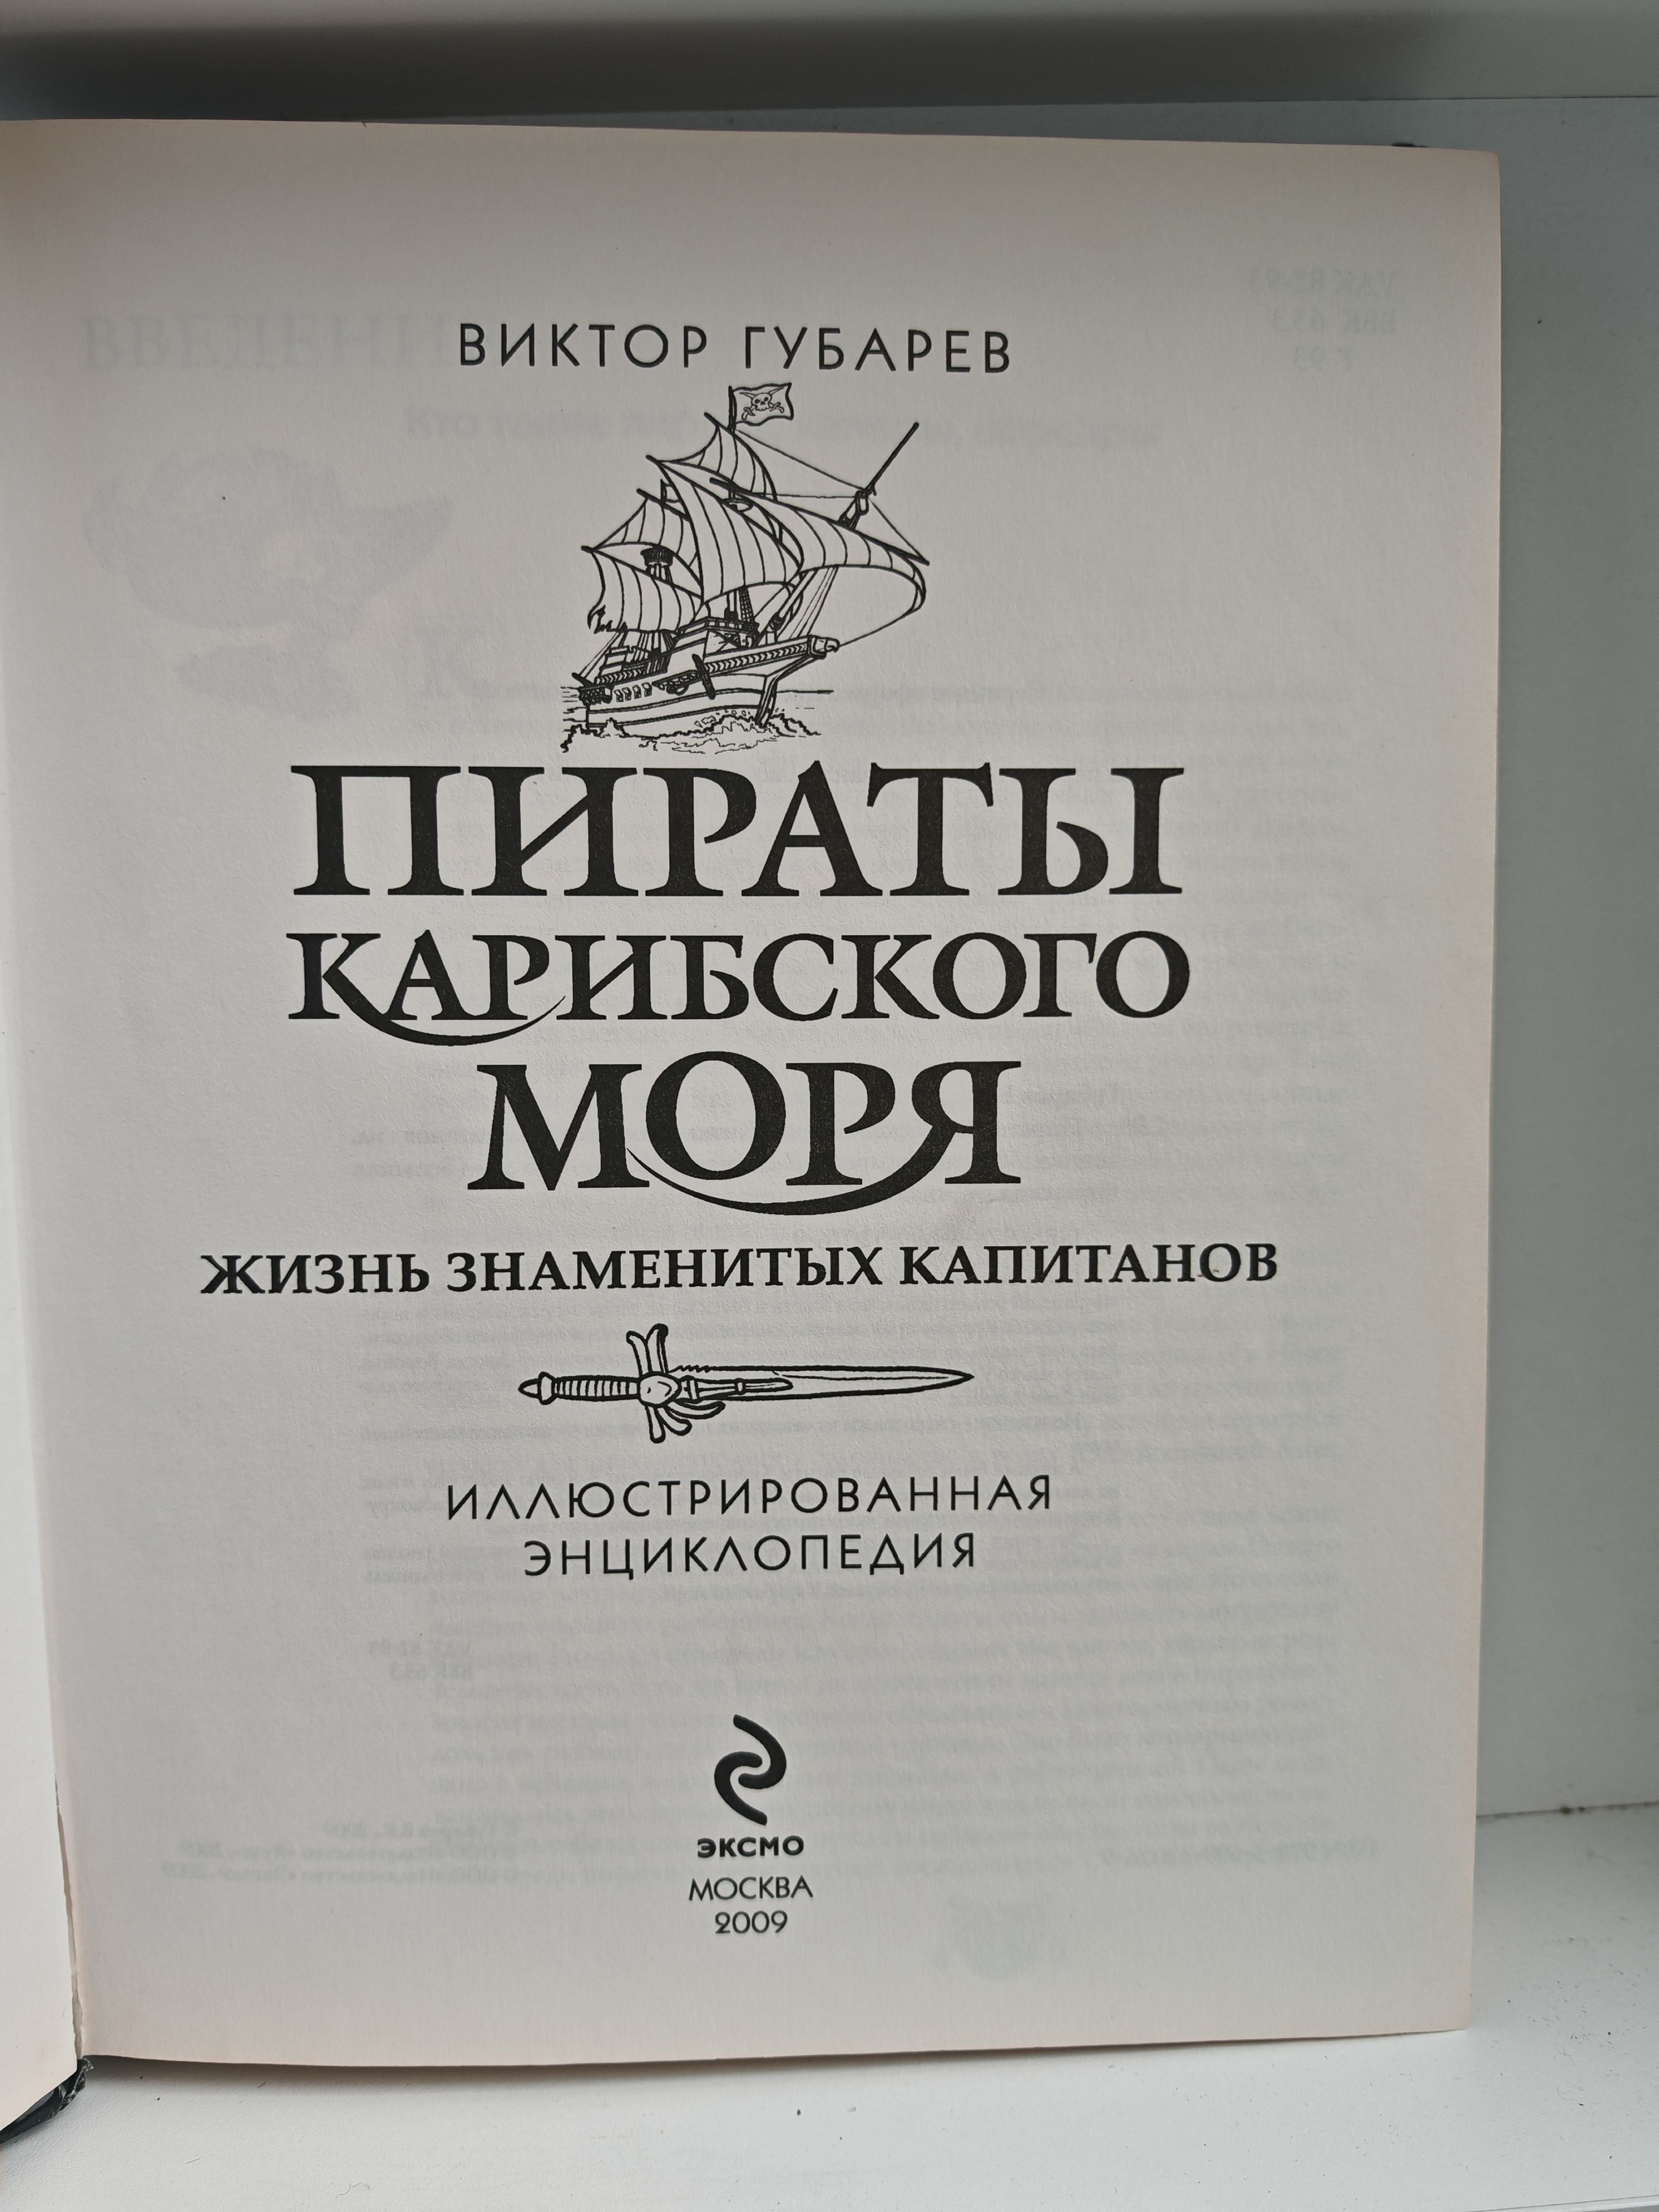 ВИКТОР ГУБАРЕВ
ПИРАТЫ
КАРИБСКОГО
МОРЯ
ЖИЗНЬ ЗНАМЕНИТЫХ КАПИТАНОВ
ИЛЛЮСТРИРОВАННАЯ
ЭНЦИКЛОПЕДИЯ
ЭКСМО
МОСКВА
2009